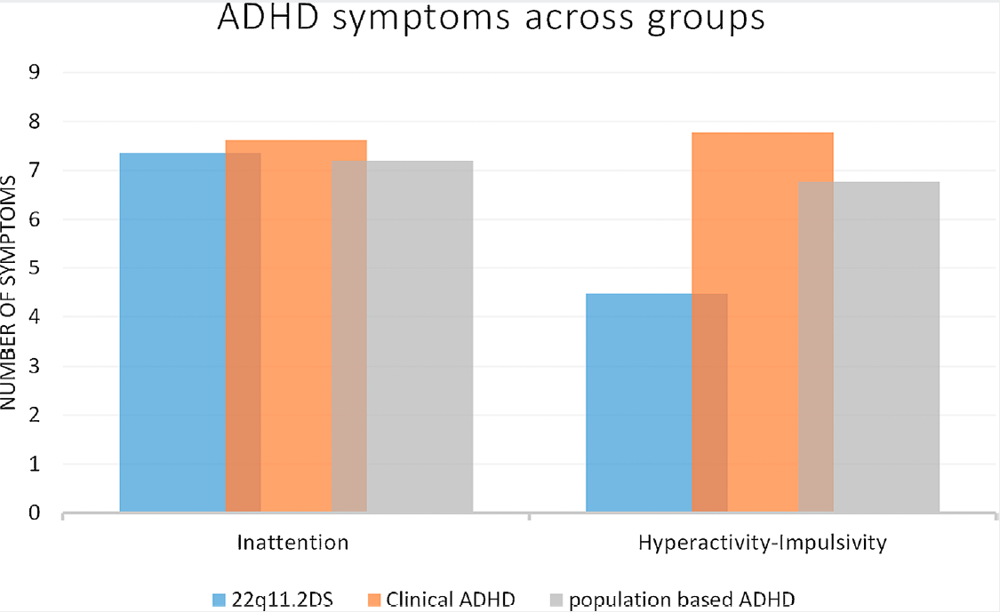 ADHD symptoms across groups
NUMBER OF SYMPTOMS
9
8
7
6
5
4
3
2
1
0
Inattention
Hyperactivity-Impulsivity
22q11.2DS
Clinical ADHD
population based ADHD